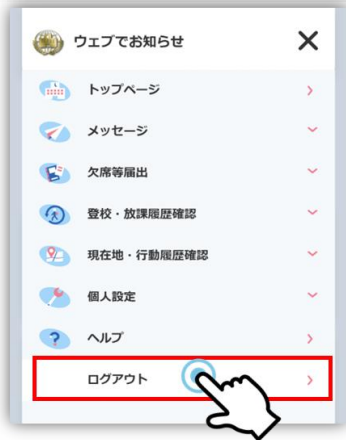 ウェブでお知らせ
トップページ
メッセージ
欠席等届出
登校・放課履歴確認
現在地・行動履歴確認
個人設定
ヘルプ
ログアウト